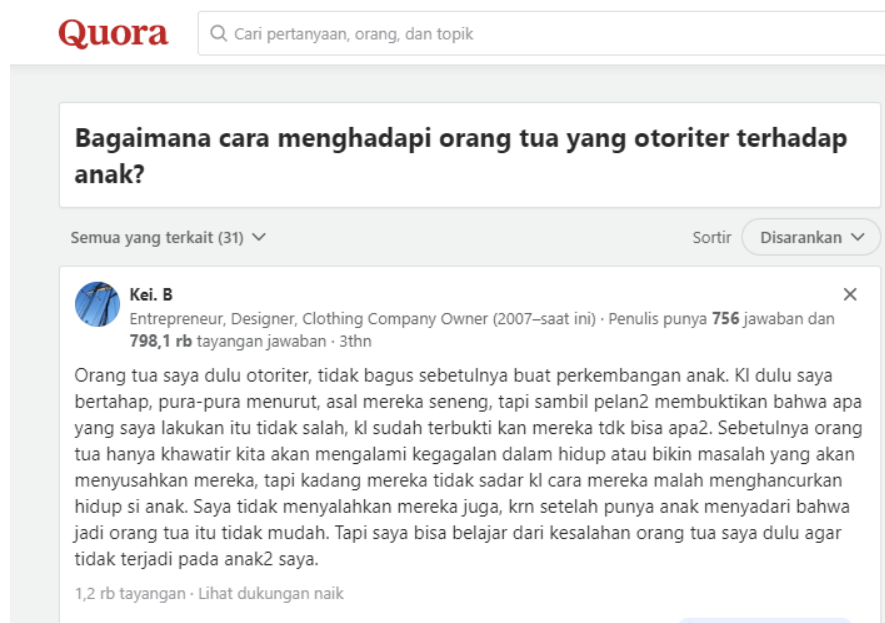 Quora
Cari pertanyaan, orang, dan topik
Bagaimana cara menghadapi orang tua yang otoriter terhadap
anak?
Semua yang terkait (31)
Sortir
Disarankan
Kei. B
Entrepreneur, Designer, Clothing Company Owner (2007–saat ini) · Penulis punya 756 jawaban dan
798,1 rb tayangan jawaban · 3thn
Orang tua saya dulu otoriter, tidak bagus sebetulnya buat perkembangan anak. Kl dulu saya
bertahap, pura-pura menurut, asal mereka seneng, tapi sambil pelan2 membuktikan bahwa apa
yang saya lakukan itu tidak salah, kl sudah terbukti kan mereka tdk bisa apa2. Sebetulnya orang
tua hanya khawatir kita akan mengalami kegagalan dalam hidup atau bikin masalah yang akan
menyusahkan mereka, tapi kadang mereka tidak sadar kl cara mereka malah menghancurkan
hidup si anak. Saya tidak menyalahkan mereka juga, krn setelah punya anak menyadari bahwa
jadi orang tua itu tidak mudah. Tapi saya bisa belajar dari kesalahan orang tua saya dulu agar
tidak terjadi pada anak2 saya.
1,2 rb tayangan · Lihat dukungan naik